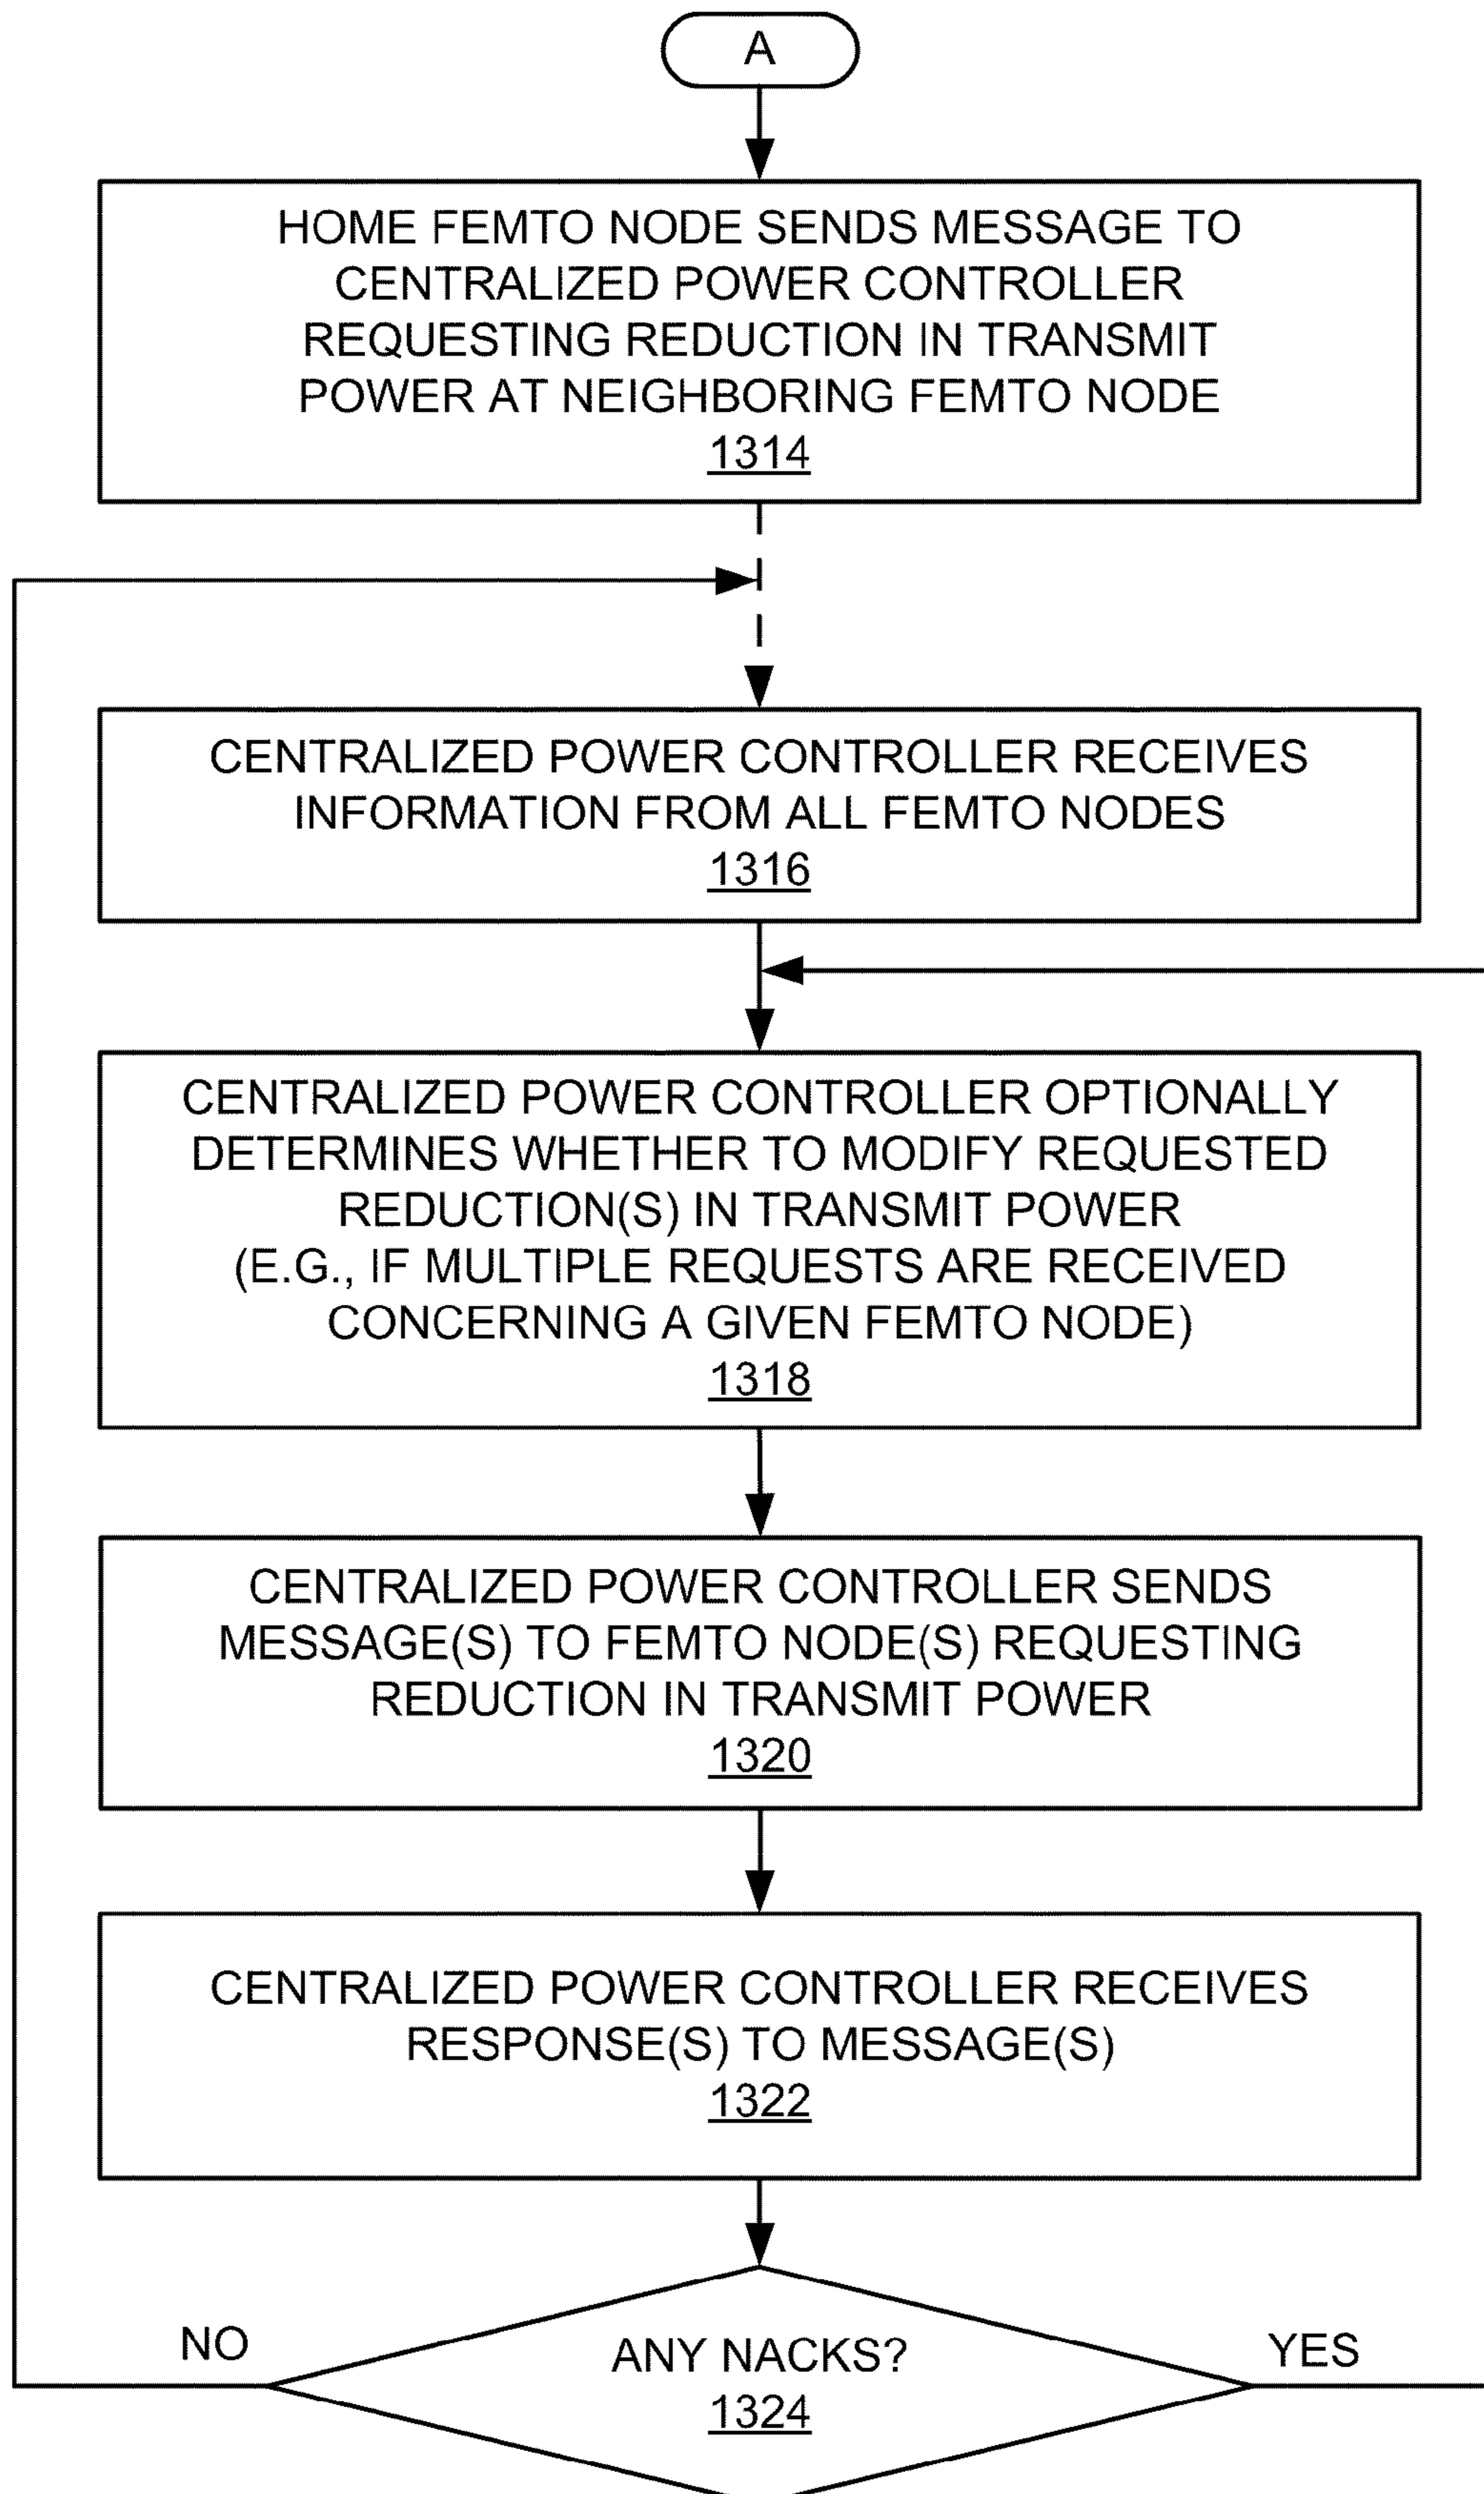 A
HOME FEMTO NODE SENDS MESSAGE TO
CENTRALIZED POWER CONTROLLER
REQUESTING REDUCTION IN TRANSMIT
POWER AT NEIGHBORING FEMTO NODE
1314
CENTRALIZED POWER CONTROLLER RECEIVES
INFORMATION FROM ALL FEMTO NODES
1316
CENTRALIZED POWER CONTROLLER OPTIONALLY
DETERMINES WHETHER TO MODIFY REQUESTED
REDUCTION(S) IN TRANSMIT POWER
(E.G., IF MULTIPLE REQUESTS ARE RECEIVED
CONCERNING A GIVEN FEMTO NODE)
1318
CENTRALIZED POWER CONTROLLER SENDS
MESSAGE(S) TO FEMTO NODE(S) REQUESTING
REDUCTION IN TRANSMIT POWER
1320
CENTRALIZED POWER CONTROLLER RECEIVES
RESPONSE(S) TO MESSAGE(S)
1322
NO
YES
ANY NACKS?
1324